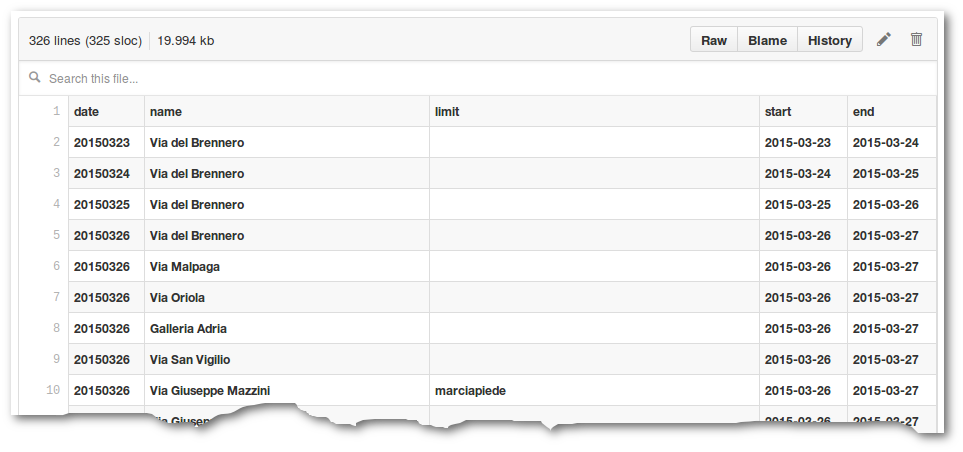 326 lines (325 sloc) 19.994 kb Raw Blame History
Search this file...
1 date name limit start end
2 20150323 Via del Brennero 2015-03-23 2015-03-24
3 20150324 Via del Brennero 2015-03-24 2015-03-25
4 20150325 Via del Brennero 2015-03-25 2015-03-26
5 20150326 Via del Brennero 2015-03-26 2015-03-27
6 20150326 Via Malpaga 2015-03-26 2015-03-27
7 20150326 Via Oriola 2015-03-26 2015-03-27
8 20150326 Galleria Adria 2015-03-26 2015-03-27
9 20150326 Via San Vigilio 2015-03-26 2015-03-27
10 20150326 Via Giuseppe Mazzini marciapiede 2015-03-26 2015-03-27
2015-03-26 2015-03-27